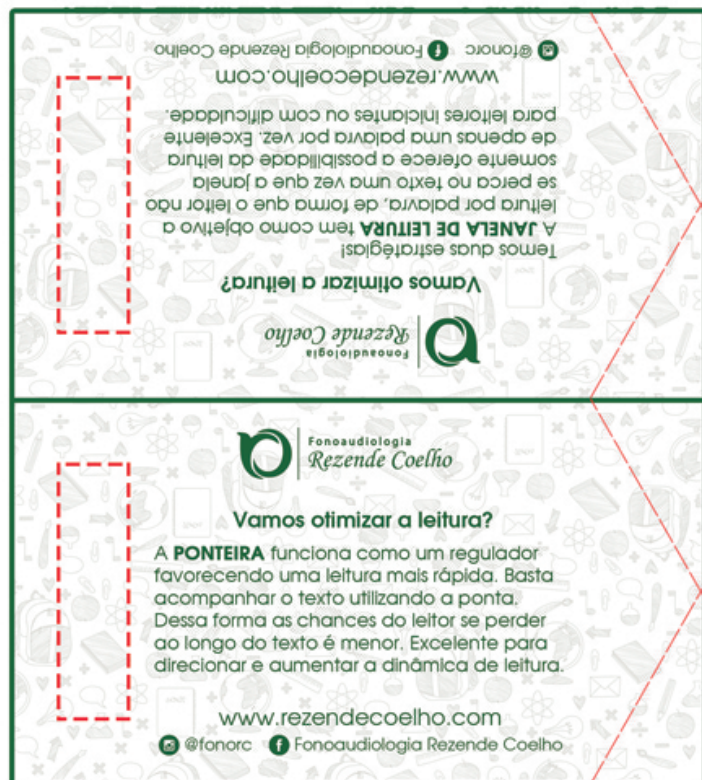 Fonoaudiologia
Rezende Coelho
Vamos otimizar a leitura?
Temos duas estratégias!
A JANELA DE LEITURA tem como objetivo a
leitura por palavra, de forma que o leitor não
se perca no texto uma vez que a janela
somente oferece a possibilidade da leitura
de apenas uma palavra por vez. Excelente
para leitores iniciantes ou com dificuldade.
www.rezendecoelho.com
@fonorc Fonoaudiologia Rezende Coelho
Fonoaudiologia
Rezende Coelho
Vamos otimizar a leitura?
A PONTEIRA funciona como um regulador
favorecendo uma leitura mais rápida. Basta
acompanhar o texto utilizando a ponta.
Dessa forma as chances do leitor se perder
ao longo do texto é menor. Excelente para
direcionar e aumentar a dinâmica de leitura.
www.rezendecoelho.com
@fonorc Fonoaudiologia Rezende Coelho